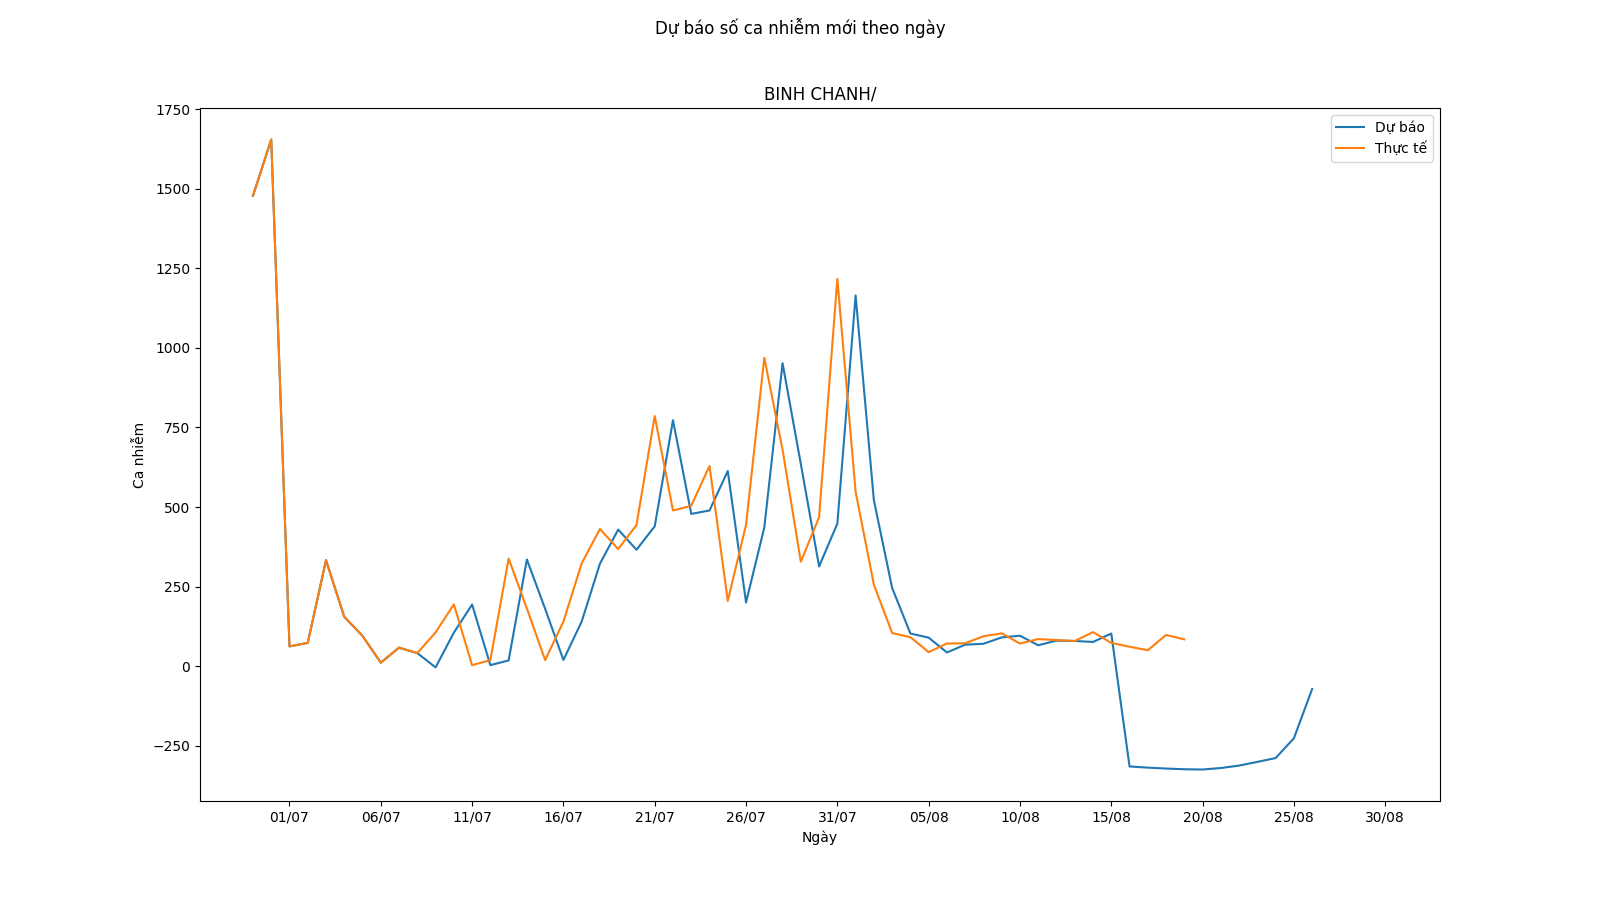 Dự báo số ca nhiễm mới theo ngày
BINH CHANH/
Dự báo
Thực tế
Ca nhiễm
1750
1500
1250
1000
750
500
250
0
−250
01/07 06/07 11/07 16/07 21/07 26/07 31/07 05/08 10/08 15/08 20/08 25/08 30/08
Ngày